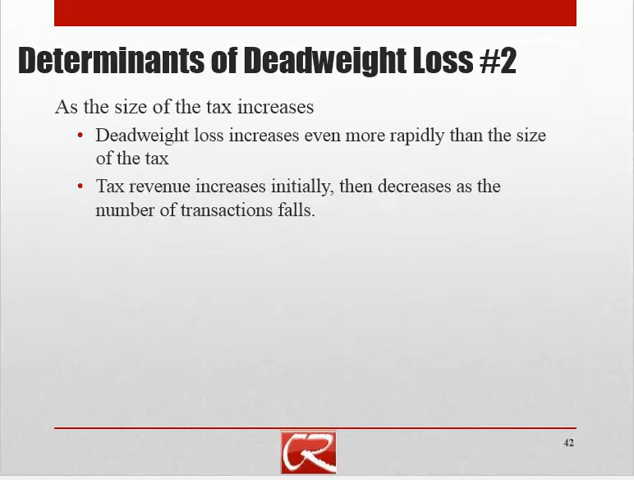 Determinants of Deadweight Loss #2
As the size of the tax increases
• Deadweight loss increases even more rapidly than the size
of the tax
• Tax revenue increases initially, then decreases as the
number of transactions falls.
42
CR